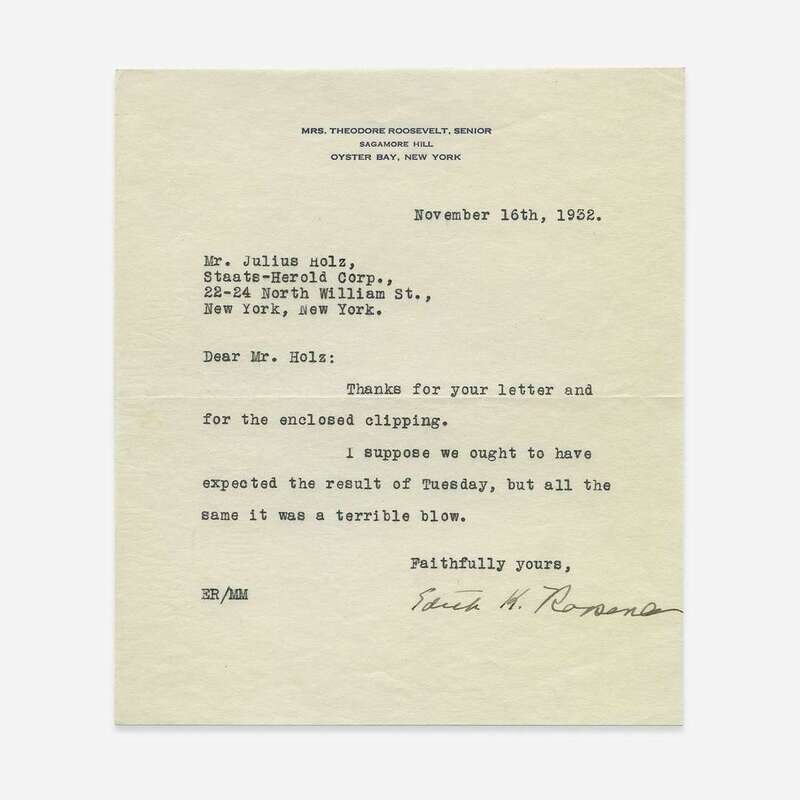 MRS. THEODORE ROOSEVELT, SENIOR
SAGAMORE HILL
OYSTER BAY, NEW YORK
November 16th, 1932.
Mr. Julius Holz,
Staats-Herold Corp.,
22-24 North William St.,
New York, New York.
Dear Mr. Holz:
Thanks for your letter and
for the enclosed clipping.
I suppose we ought to have
expected the result of Tuesday, but all the
same it was a terrible blow.
Faithfully yours,
ER/MM
Edith K. Roosevelt